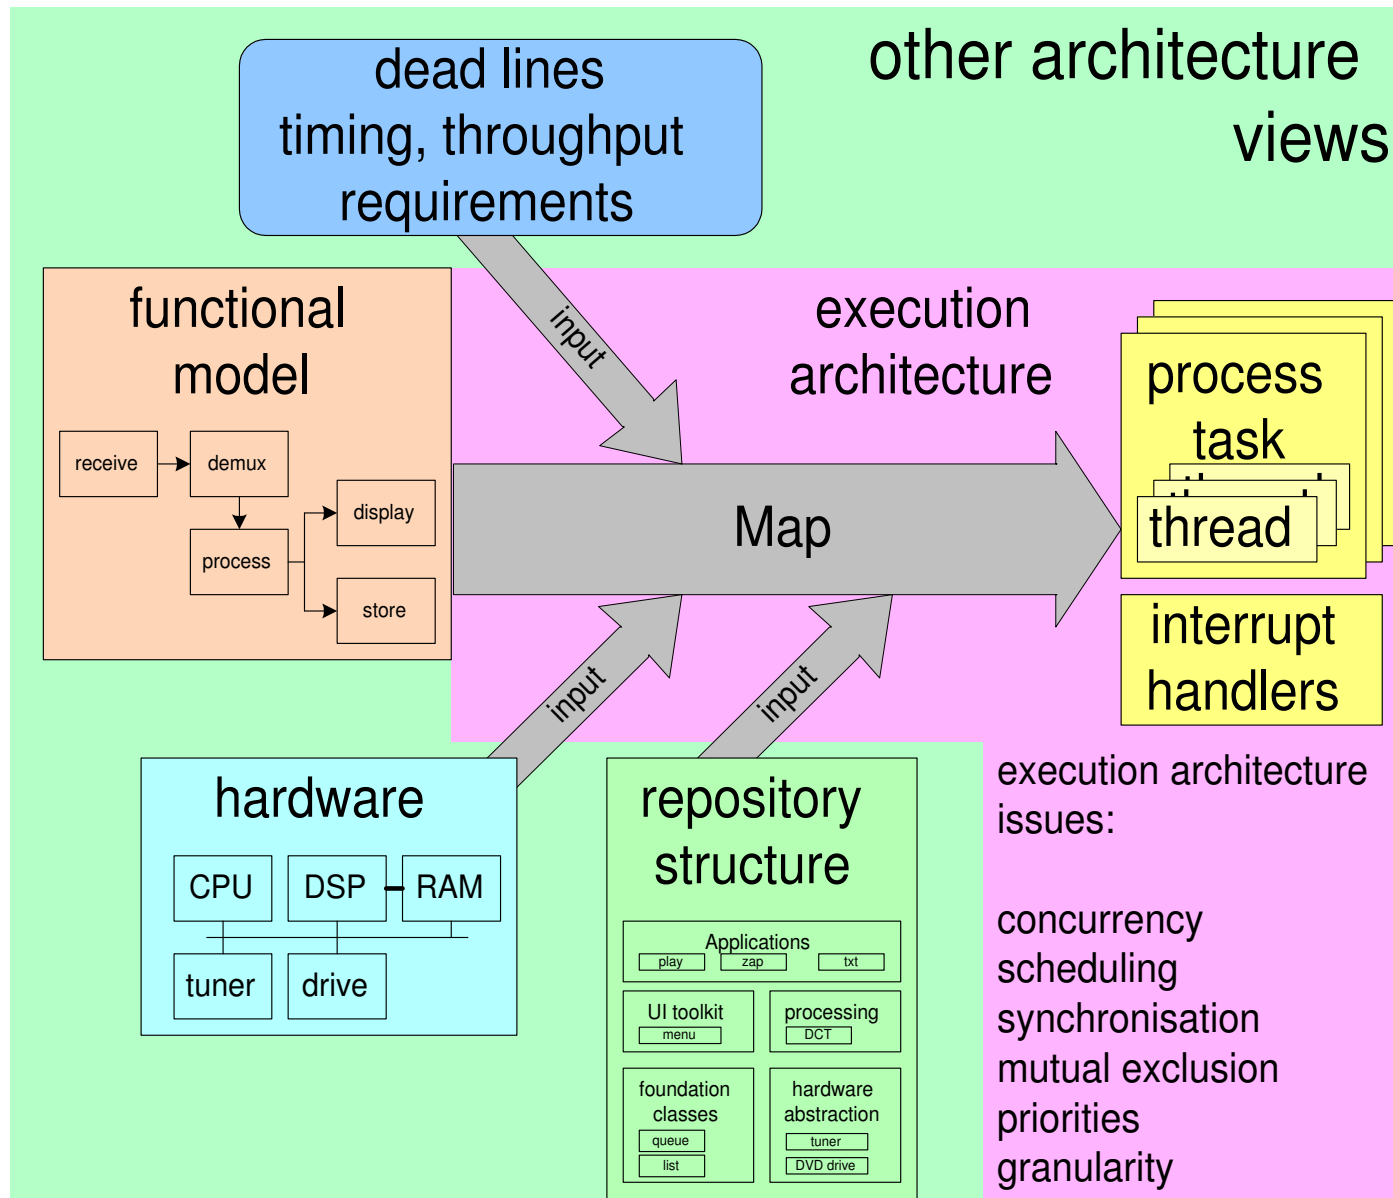 other architecture
views
dead lines
timing, throughput
requirements
input
functional
model
receive
demux
process
display
store
execution
architecture
Map
process
task
thread
thread
thread
interrupt
handlers
input
input
hardware
CPU
DSP
RAM
tuner
drive
repository
structure
Applications
play
zap
txt
UI toolkit
menu
processing
DCT
foundation
classes
queue
list
hardware
abstraction
tuner
DVD drive
execution architecture
issues:
concurrency
scheduling
synchronisation
mutual exclusion
priorities
granularity